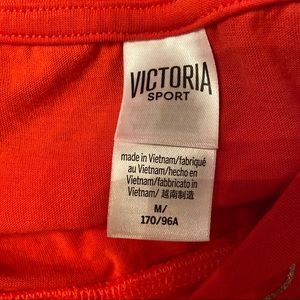 VICTORIA
SPORT
made in Vietnam/fabriqué
au Vietnam/hecho en
Vietnam/fabbricato in
Vietnam/ 越南制造
M/
170/96A